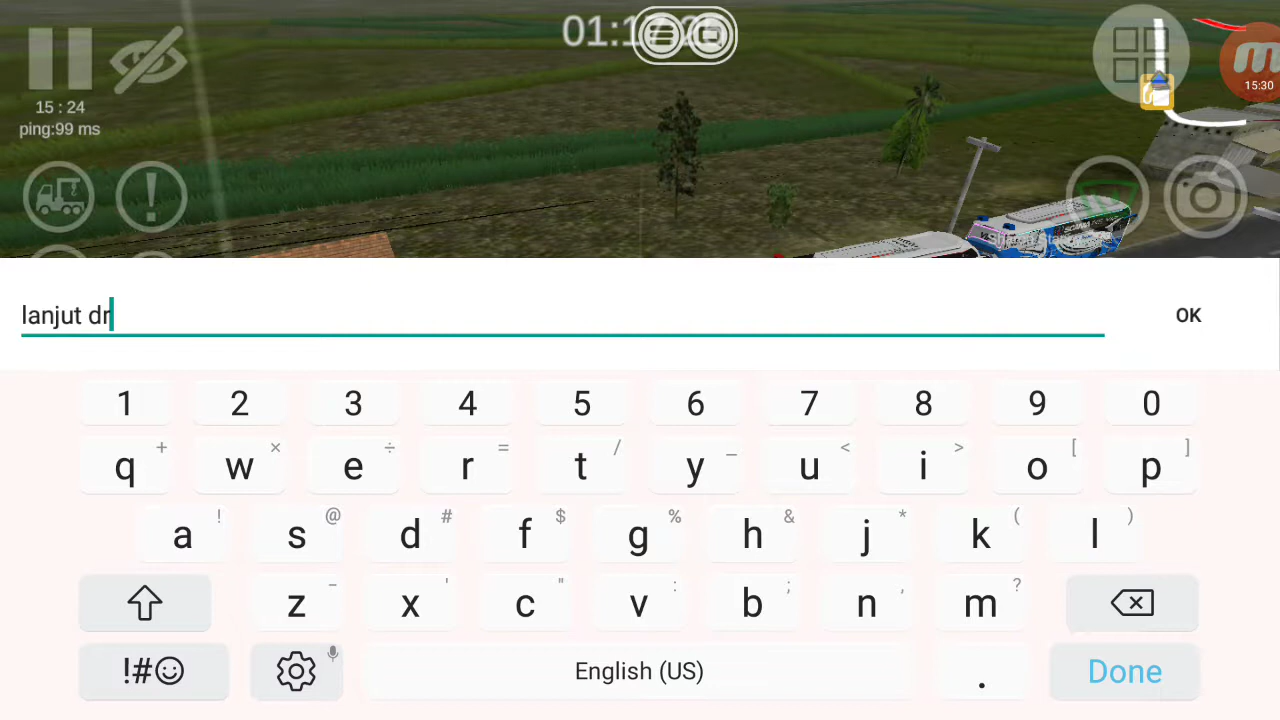 15 : 24
ping:99 ms
15:30
SCANIA
lanjut dr
OK
1 2 3 4 5 6 7 8 9 0
q + w × e ÷ r = t / y _ u < i > o [ p ]
a ! s @ d # f $ g % h & j * k ( l )
z - x ' c " v : b ; n , m ?
!#☺ English (US) . Done